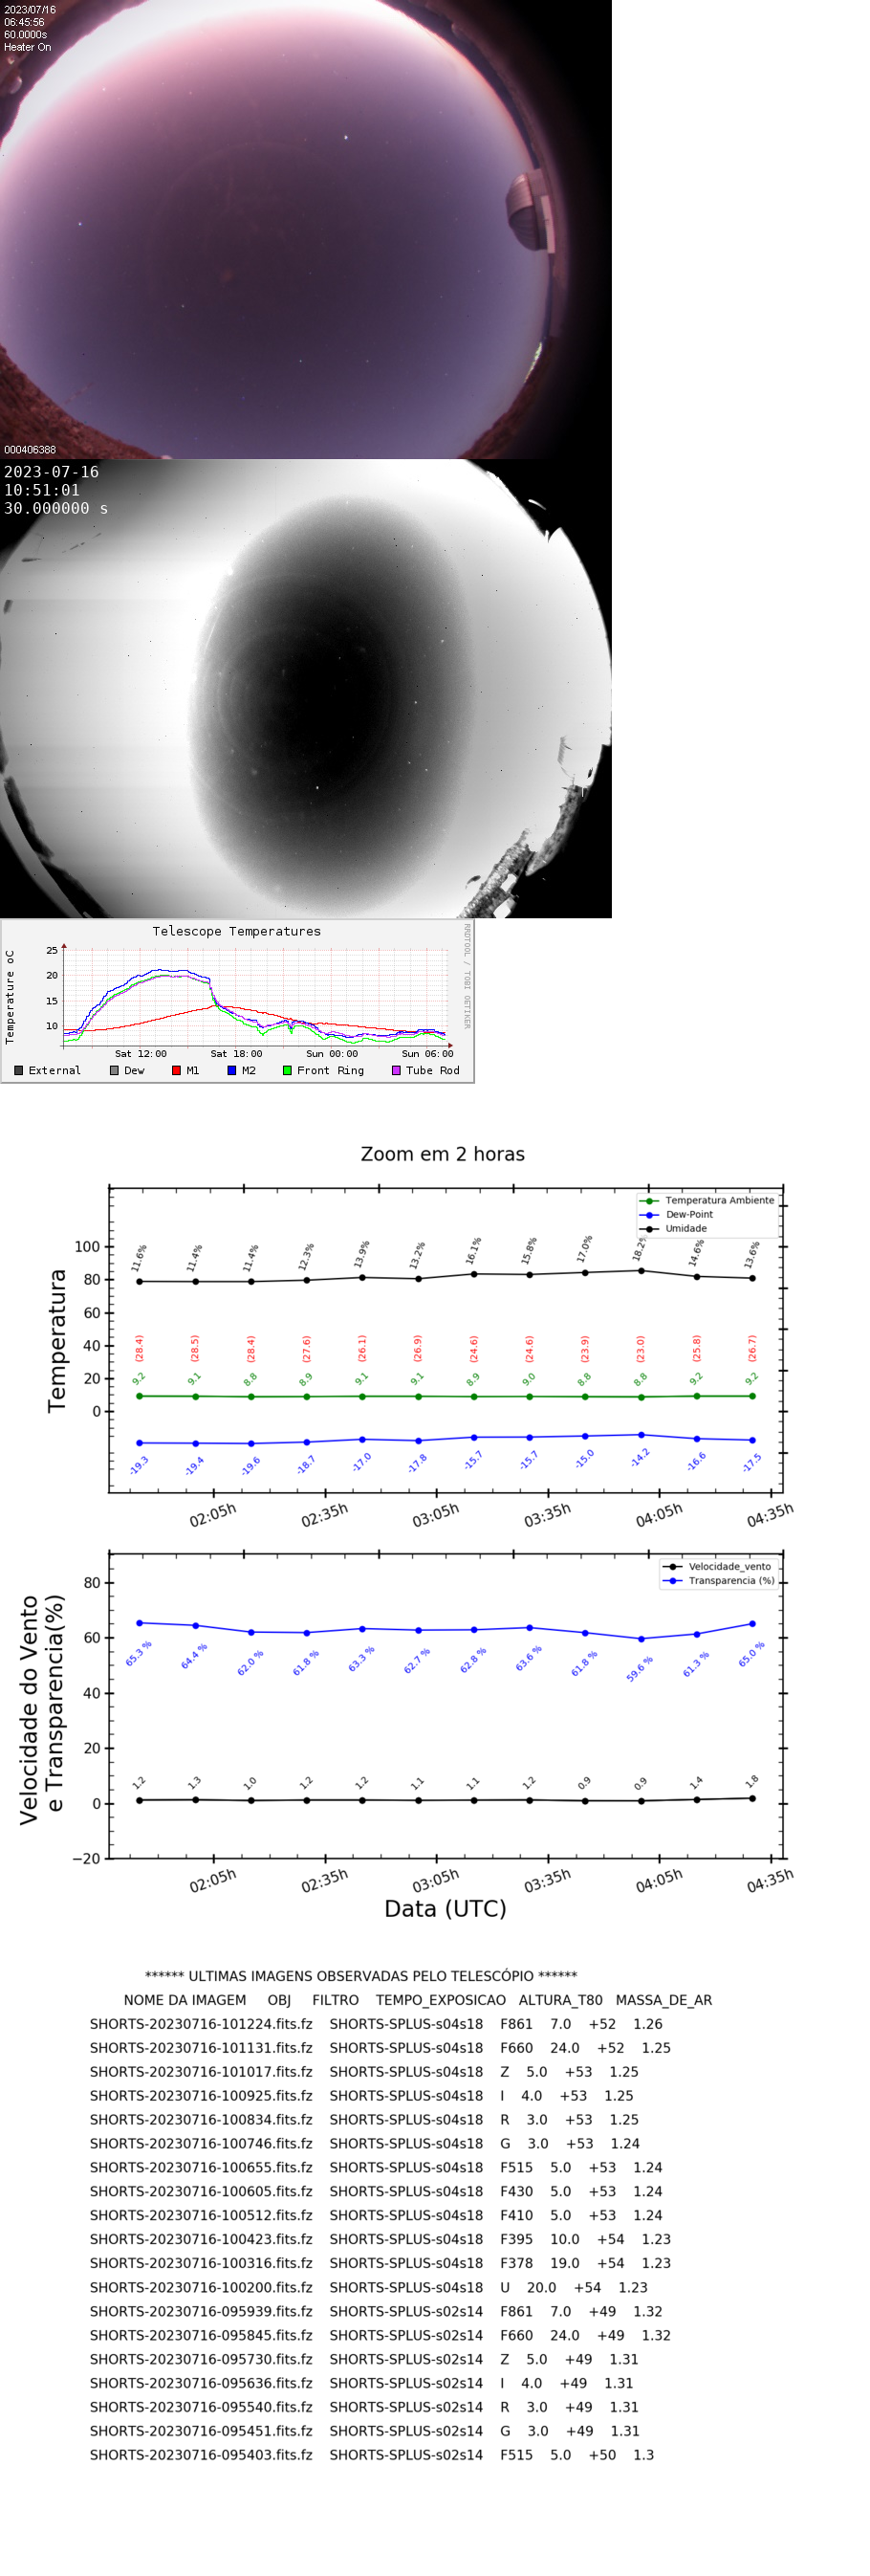 2023/07/16
06:45:56
60.0000s
Heater On
000406388
2023-07-16
10:51:01
30.000000 s
Telescope Temperatures
RRDTOOL / TOBI OETIKER
Temperature oC
25
20
15
10
Sat 12:00 Sat 18:00 Sun 00:00 Sun 06:00
External Dew M1 M2 Front Ring Tube Rod
Zoom em 2 horas
Temperatura
Temperatura Ambiente
Dew-Point
Umidade
100
80
60
40
20
0
11.6% 11.4% 11.4% 12.3% 13.9% 13.2% 16.1% 15.8% 17.0% 18.2% 14.6% 13.6%
(28.4) (28.5) (28.4) (27.6) (26.1) (26.9) (24.6) (24.6) (23.9) (23.0) (25.8) (26.7)
9.2 9.1 8.8 8.9 9.1 9.1 8.9 9.0 8.8 8.8 9.2 9.2
-19.3 -19.4 -19.6 -18.7 -17.0 -17.8 -15.7 -15.7 -15.0 -14.2 -16.6 -17.5
02:05h 02:35h 03:05h 03:35h 04:05h 04:35h
Velocidade do Vento
e Transparencia(%)
Velocidade_vento
Transparencia (%)
80
60
40
20
0
−20
65.3 % 64.4 % 62.0 % 61.8 % 63.3 % 62.7 % 62.8 % 63.6 % 61.8 % 59.6 % 61.3 % 65.0 %
1.2 1.3 1.0 1.2 1.2 1.1 1.1 1.2 0.9 0.9 1.4 1.8
02:05h 02:35h 03:05h 03:35h 04:05h 04:35h
Data (UTC)
****** ULTIMAS IMAGENS OBSERVADAS PELO TELESCÓPIO ******
NOME DA IMAGEM OBJ FILTRO TEMPO_EXPOSICAO ALTURA_T80 MASSA_DE_AR
SHORTS-20230716-101224.fits.fz SHORTS-SPLUS-s04s18 F861 7.0 +52 1.26
SHORTS-20230716-101131.fits.fz SHORTS-SPLUS-s04s18 F660 24.0 +52 1.25
SHORTS-20230716-101017.fits.fz SHORTS-SPLUS-s04s18 Z 5.0 +53 1.25
SHORTS-20230716-100925.fits.fz SHORTS-SPLUS-s04s18 I 4.0 +53 1.25
SHORTS-20230716-100834.fits.fz SHORTS-SPLUS-s04s18 R 3.0 +53 1.25
SHORTS-20230716-100746.fits.fz SHORTS-SPLUS-s04s18 G 3.0 +53 1.24
SHORTS-20230716-100655.fits.fz SHORTS-SPLUS-s04s18 F515 5.0 +53 1.24
SHORTS-20230716-100605.fits.fz SHORTS-SPLUS-s04s18 F430 5.0 +53 1.24
SHORTS-20230716-100512.fits.fz SHORTS-SPLUS-s04s18 F410 5.0 +53 1.24
SHORTS-20230716-100423.fits.fz SHORTS-SPLUS-s04s18 F395 10.0 +54 1.23
SHORTS-20230716-100316.fits.fz SHORTS-SPLUS-s04s18 F378 19.0 +54 1.23
SHORTS-20230716-100200.fits.fz SHORTS-SPLUS-s04s18 U 20.0 +54 1.23
SHORTS-20230716-095939.fits.fz SHORTS-SPLUS-s02s14 F861 7.0 +49 1.32
SHORTS-20230716-095845.fits.fz SHORTS-SPLUS-s02s14 F660 24.0 +49 1.32
SHORTS-20230716-095730.fits.fz SHORTS-SPLUS-s02s14 Z 5.0 +49 1.31
SHORTS-20230716-095636.fits.fz SHORTS-SPLUS-s02s14 I 4.0 +49 1.31
SHORTS-20230716-095540.fits.fz SHORTS-SPLUS-s02s14 R 3.0 +49 1.31
SHORTS-20230716-095451.fits.fz SHORTS-SPLUS-s02s14 G 3.0 +49 1.31
SHORTS-20230716-095403.fits.fz SHORTS-SPLUS-s02s14 F515 5.0 +50 1.3